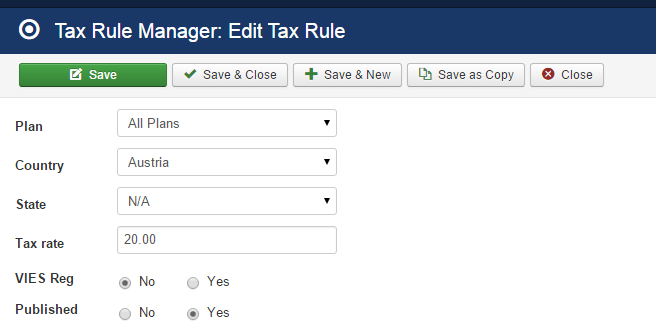 Tax Rule Manager: Edit Tax Rule
Save Save & Close Save & New Save as Copy Close
Plan All Plans
Country Austria
State N/A
Tax rate 20.00
VIES Reg No Yes
Published No Yes